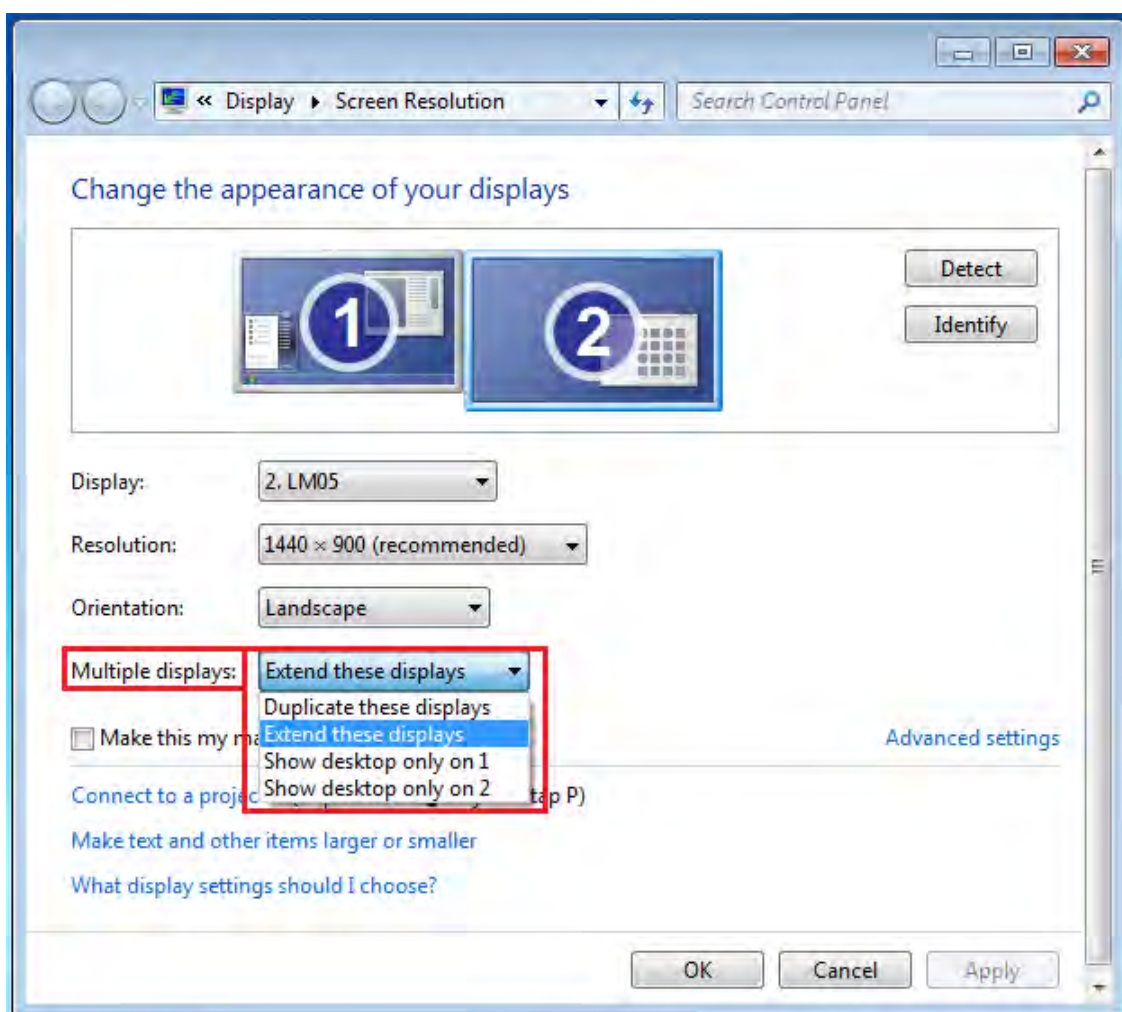 « Display ▸ Screen Resolution
Search Control Panel
Change the appearance of your displays
1
2
Detect
Identify
Display: 2. LM05
Resolution: 1440 × 900 (recommended)
Orientation: Landscape
Multiple displays: Extend these displays
Duplicate these displays
Extend these displays
Show desktop only on 1
Show desktop only on 2
Make this my
Advanced settings
Connect to a tap P)
Make text and other items larger or smaller
What display settings should I choose?
OK Cancel Apply